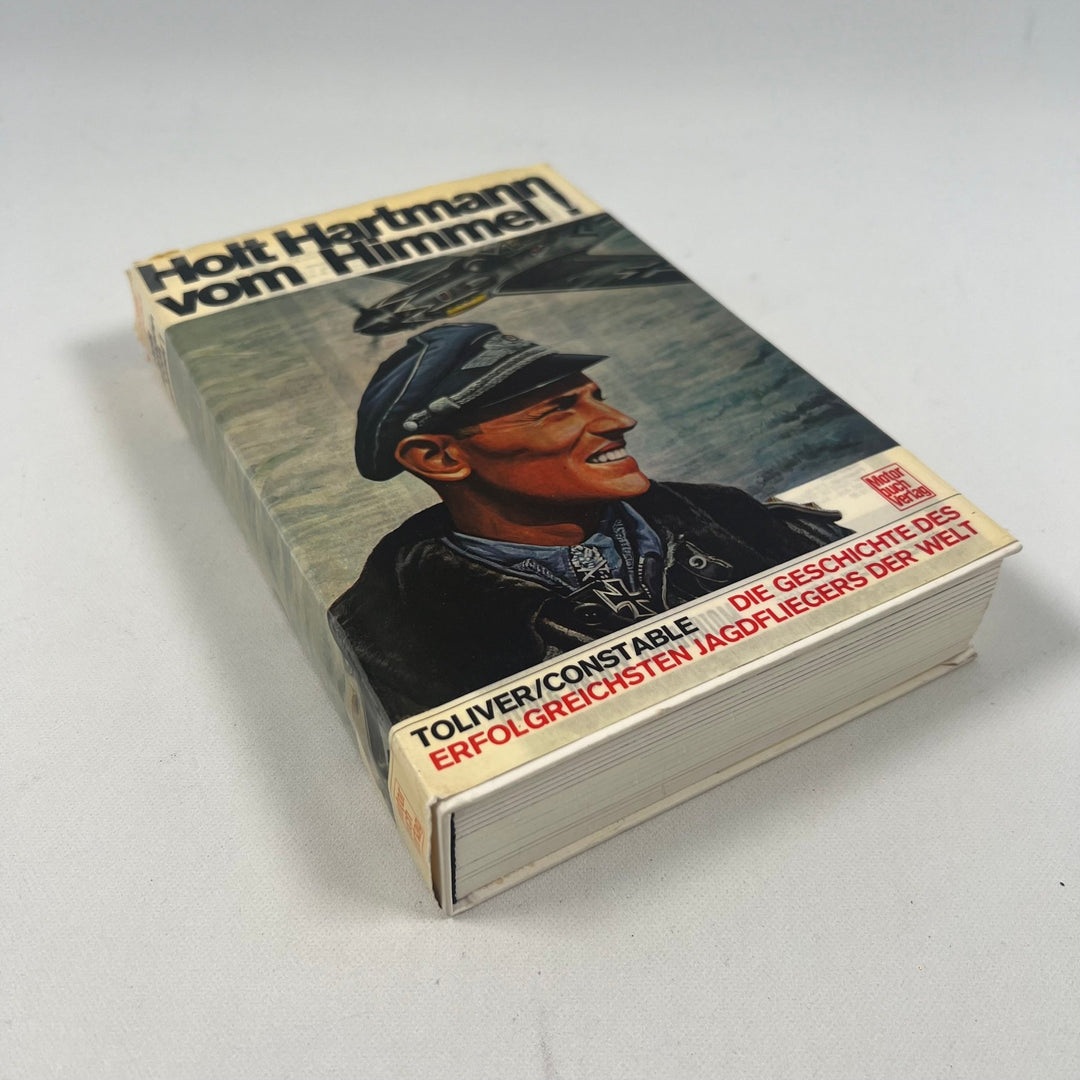 Holt Hartmann
vom Himmel!
Motor
buch
Verlag
TOLIVER/CONSTABLE DIE GESCHICHTE DES
ERFOLGREICHSTEN JAGDFLIEGERS DER WELT